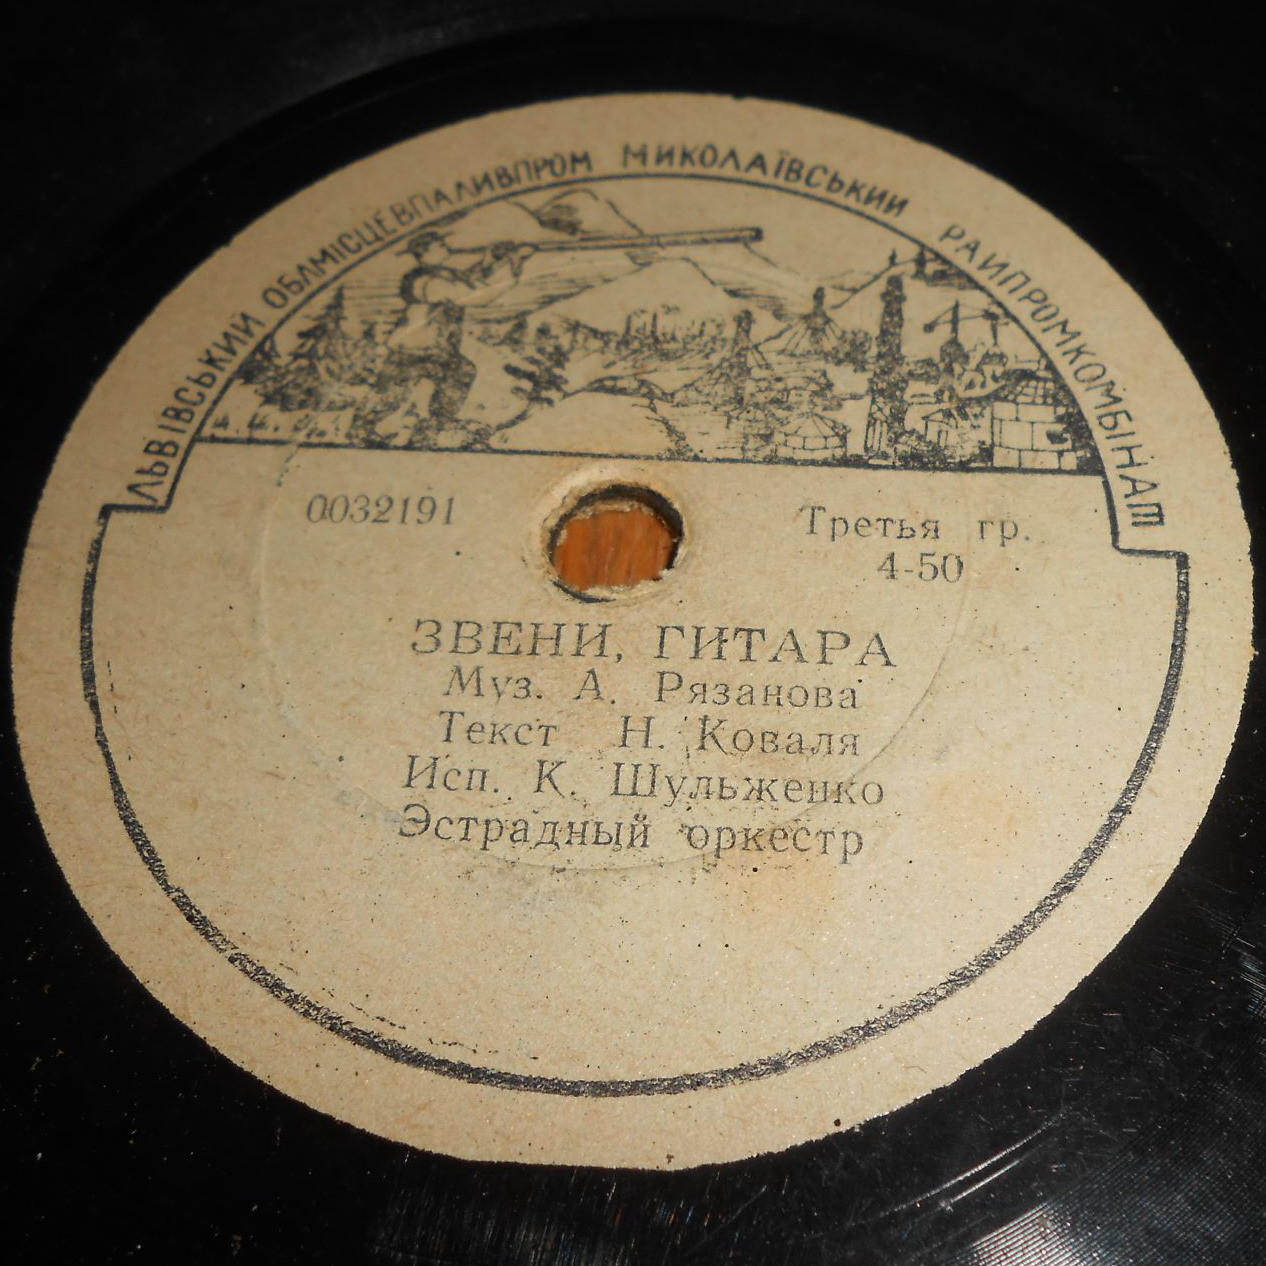 ЛЬВІВСЬКИЙ ОБЛМІСЦЕВПАЛИВПРОМ МИКОЛАЇВСЬКИЙ РАЙПРОМКОМБІНАТ
0032191
Третья гр.
4-50
ЗВЕНИ, ГИТАРА
Муз. А. Рязанова
Текст Н. Коваля
Исп. К. Шульженко
Эстрадный оркестр